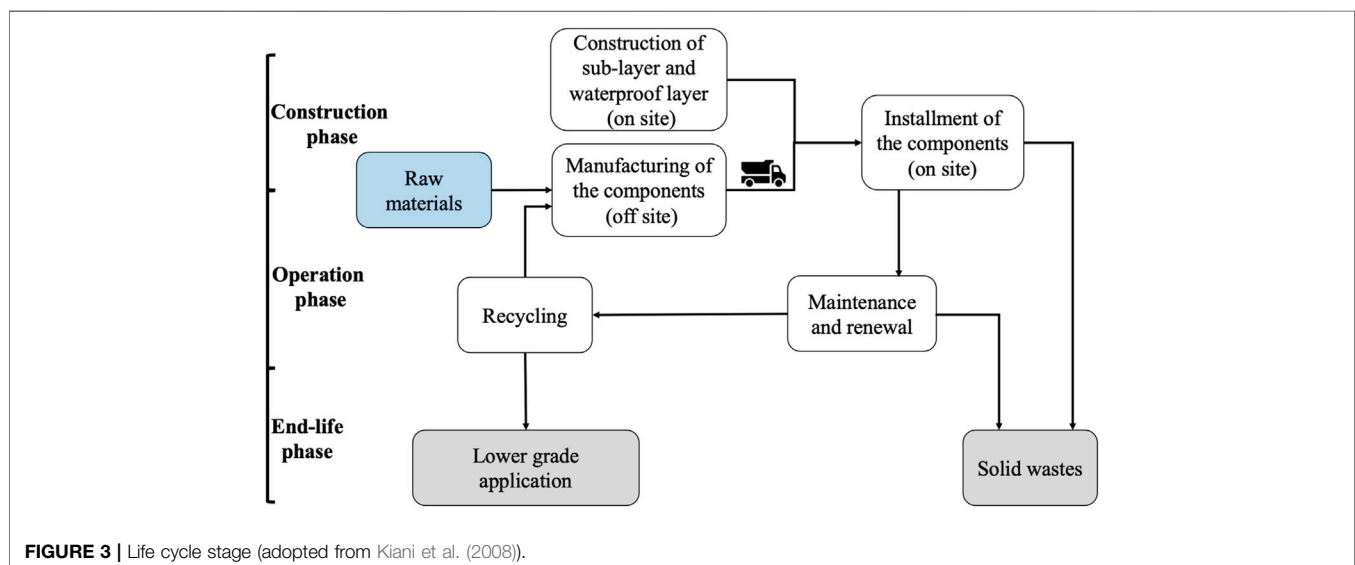 Construction
phase
Construction of
sub-layer and
waterproof layer
(on site)
Raw
materials
Manufacturing of
the components
(off site)
Installment of
the components
(on site)
Operation
phase
Recycling
Maintenance
and renewal
End-life
phase
Lower grade
application
Solid wastes
FIGURE 3 | Life cycle stage (adopted from Kiani et al. (2008)).